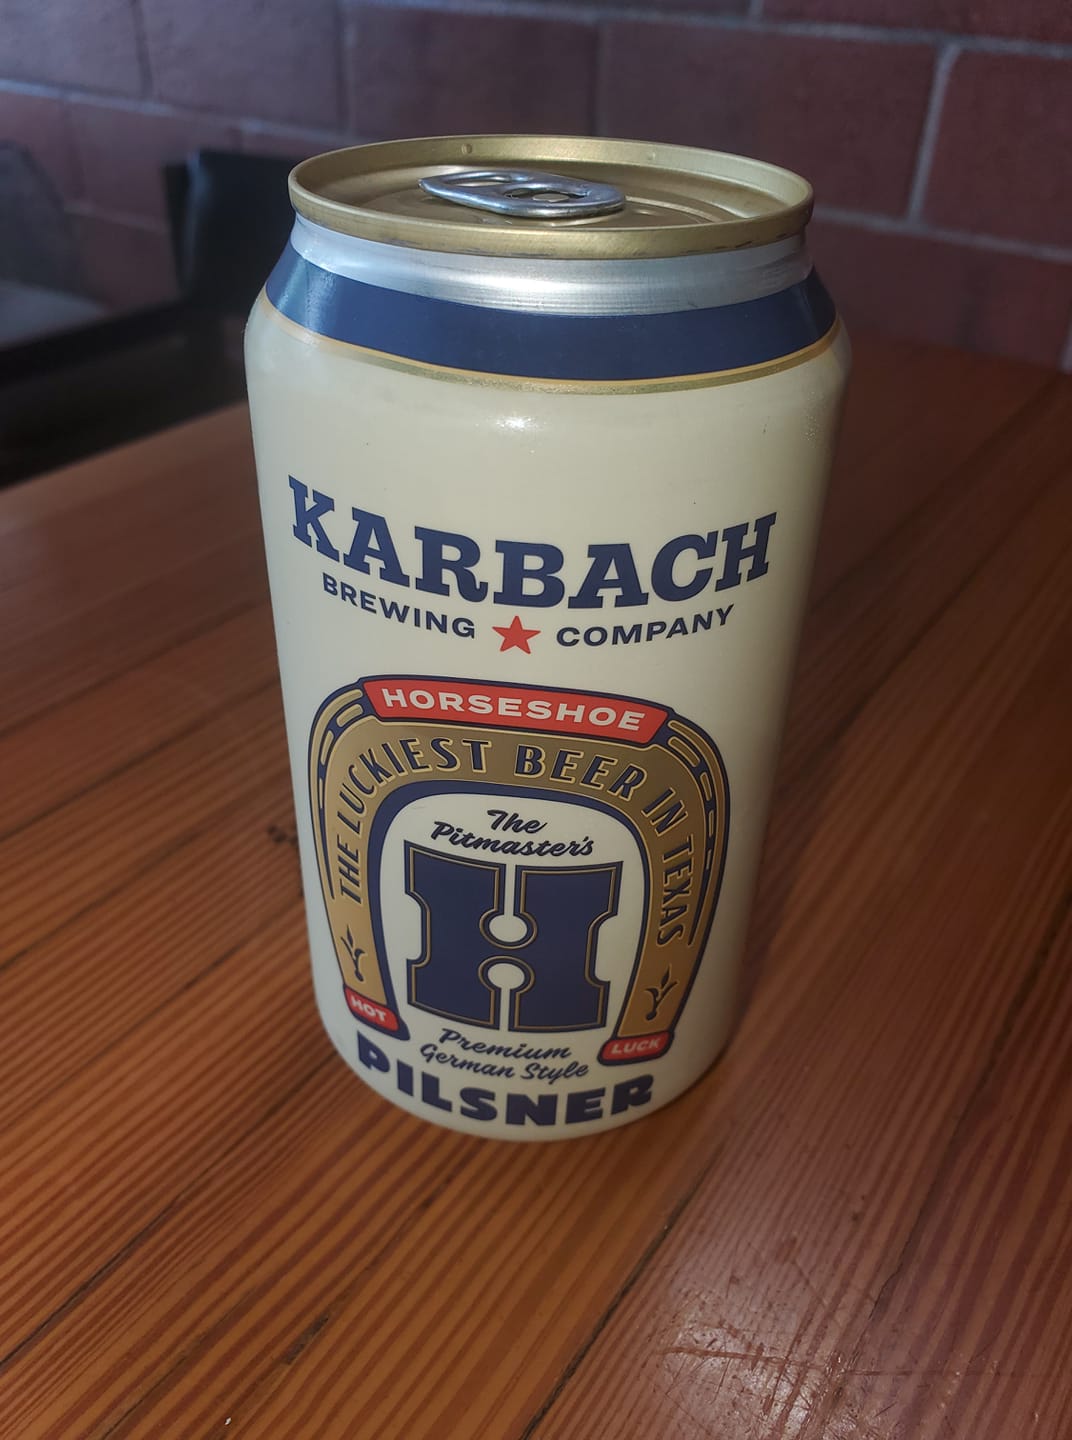 KARBACH
BREWING ★ COMPANY
HORSESHOE
THE LUCKIEST BEER IN TEXAS
The
Pitmaster's
H
HOT
LUCK
Premium
German Style
PILSNER